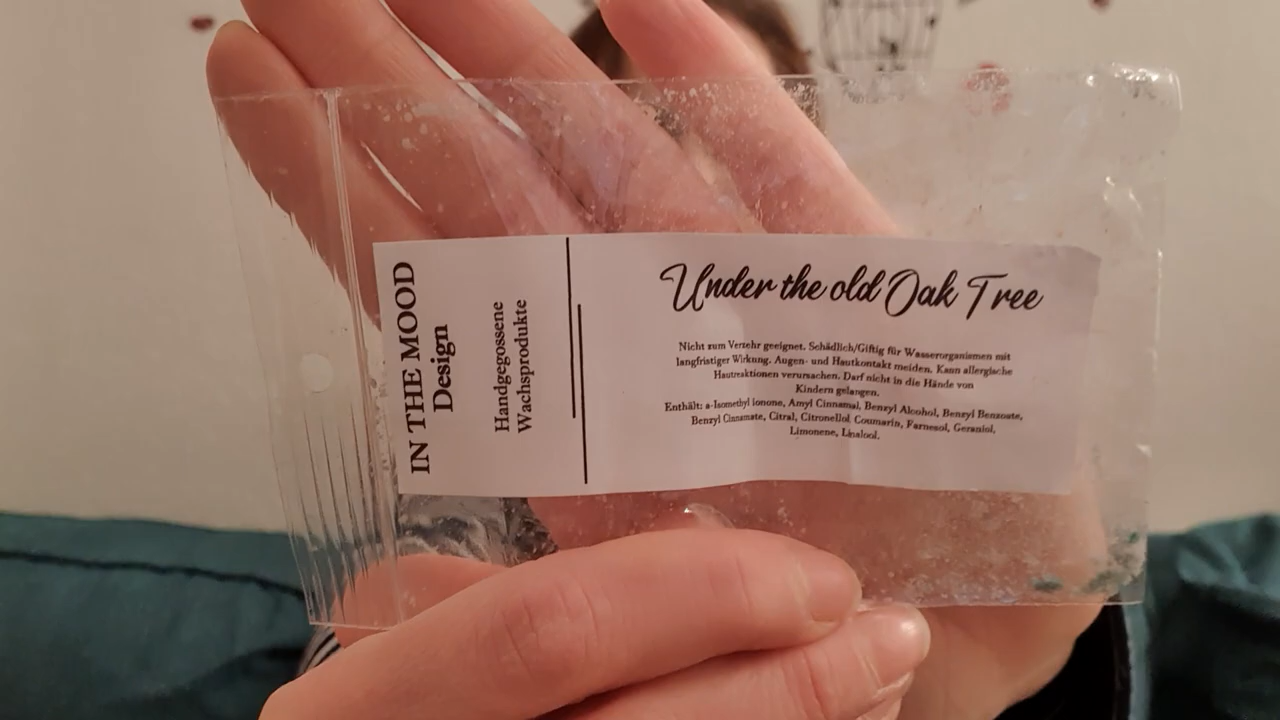 IN THE MOOD
Design
Handgegossene
Wachsprodukte
Under the old Oak Tree
Nicht zum Verzehr geeignet. Schädlich/Giftig für Wasserorganismen mit
langfristiger Wirkung. Augen- und Hautkontakt meiden. Kann allergische
Hautreaktionen verursachen. Darf nicht in die Hände von
Kindern gelangen.
Enthält: a-Isomethyl ionone, Amyl Cinnamal, Benzyl Alcohol, Benzyl Benzoate,
Benzyl Cinnamate, Citral, Citronellol, Coumarin, Farnesol, Geraniol,
Limonene, Linalool.